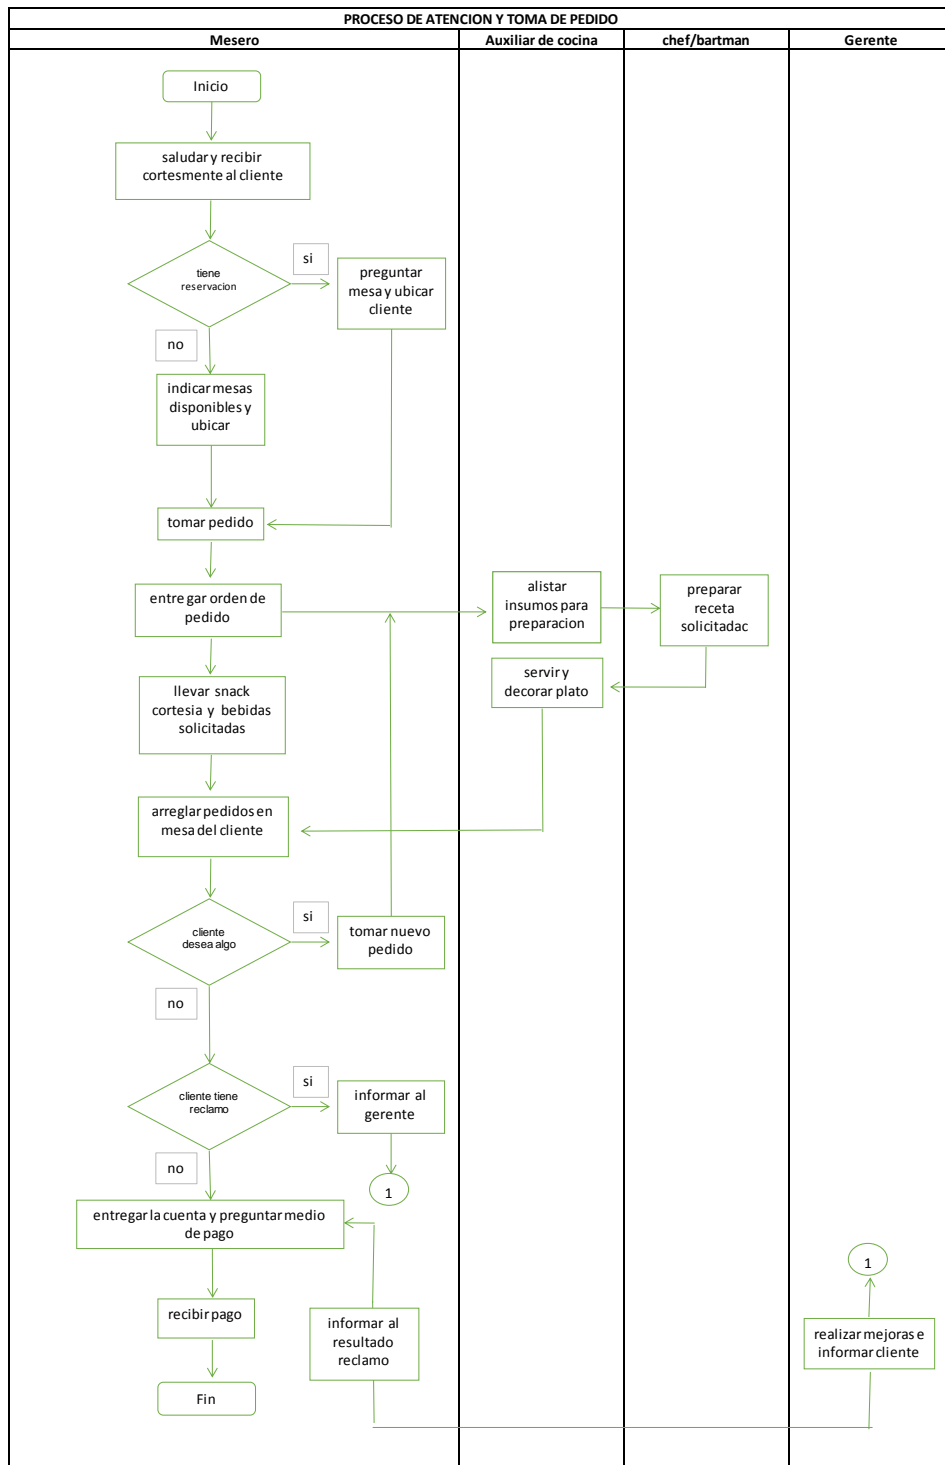 PROCESO DE ATENCION Y TOMA DE PEDIDO
Mesero
Auxiliar de cocina
chef/bartman
Gerente
Inicio
saludar y recibir
cortesmente al cliente
tiene
reservacion
si
preguntar
mesa y ubicar
cliente
no
indicar mesas
disponibles y
ubicar
tomar pedido
entregar orden de
pedido
alistar
insumos para
preparacion
preparar
receta
solicitadac
servir y
decorar plato
llevar snack
cortesia y bebidas
solicitadas
arreglar pedidos en
mesa del cliente
cliente
desea algo
si
tomar nuevo
pedido
no
cliente tiene
reclamo
si
informar al
gerente
1
no
entregar la cuenta y preguntar medio
de pago
1
recibir pago
informar al
resultado
reclamo
realizar mejoras e
informar cliente
Fin